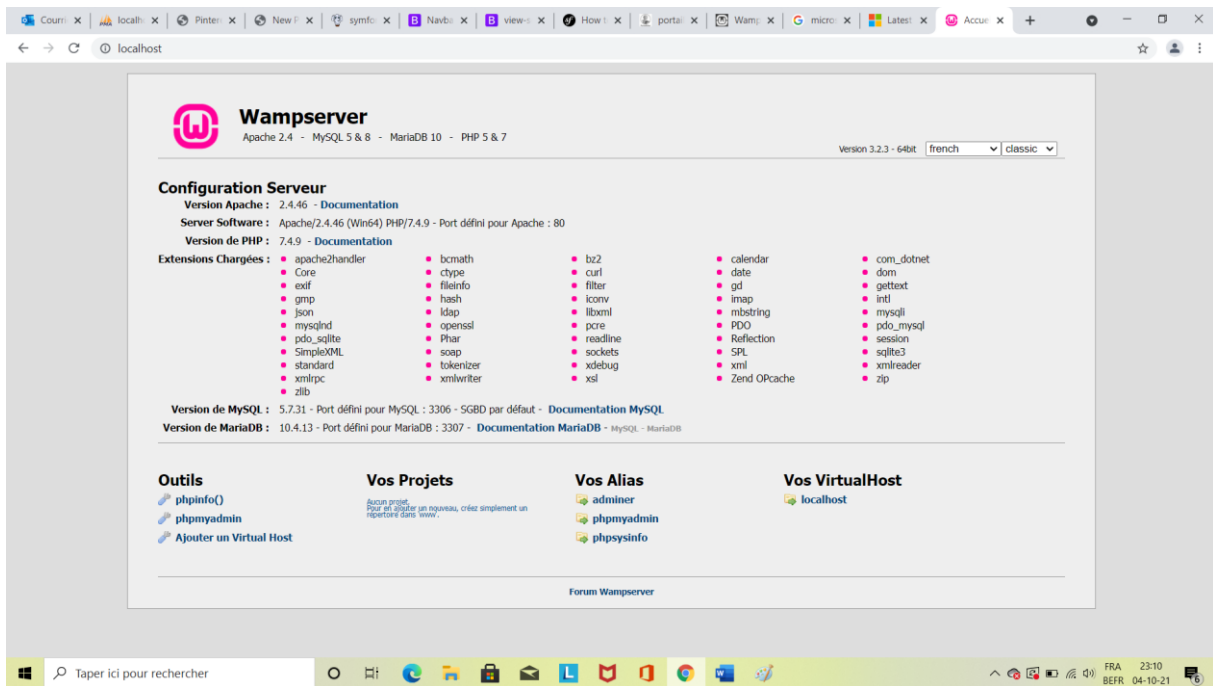 Courri
localh
Pinter
New P
symfo
Navba
view-s
How t
portai
Wamp
micros
Latest
Accue
localhost
Wampserver
Apache 2.4 - MySQL 5 & 8 - MariaDB 10 - PHP 5 & 7
Version 3.2.3 - 64bit french classic
Configuration Serveur
Version Apache : 2.4.46 - Documentation
Server Software : Apache/2.4.46 (Win64) PHP/7.4.9 - Port défini pour Apache : 80
Version de PHP : 7.4.9 - Documentation
Extensions Chargées : apache2handler bcmath bz2 calendar com_dotnet
Core ctype curl date dom
exif fileinfo filter gd gettext
gmp hash iconv imap intl
json ldap libxml mbstring mysqli
mysqlnd openssl pcre PDO pdo_mysql
pdo_sqlite Phar readline Reflection session
SimpleXML soap sockets SPL sqlite3
standard tokenizer xdebug xml xmlreader
xmlrpc xmlwriter xsl Zend OPcache zip
zlib
Version de MySQL : 5.7.31 - Port défini pour MySQL : 3306 - SGBD par défaut - Documentation MySQL
Version de MariaDB : 10.4.13 - Port défini pour MariaDB : 3307 - Documentation MariaDB - MySQL - MariaDB
Outils
phpinfo()
phpmyadmin
Ajouter un Virtual Host
Vos Projets
Aucun projet.
Pour en ajouter un nouveau, créez simplement un
répertoire dans 'www'.
Vos Alias
adminer
phpmyadmin
phpsysinfo
Vos VirtualHost
localhost
Forum Wampserver
Taper ici pour rechercher
FRA 23:10
BEFR 04-10-21
6